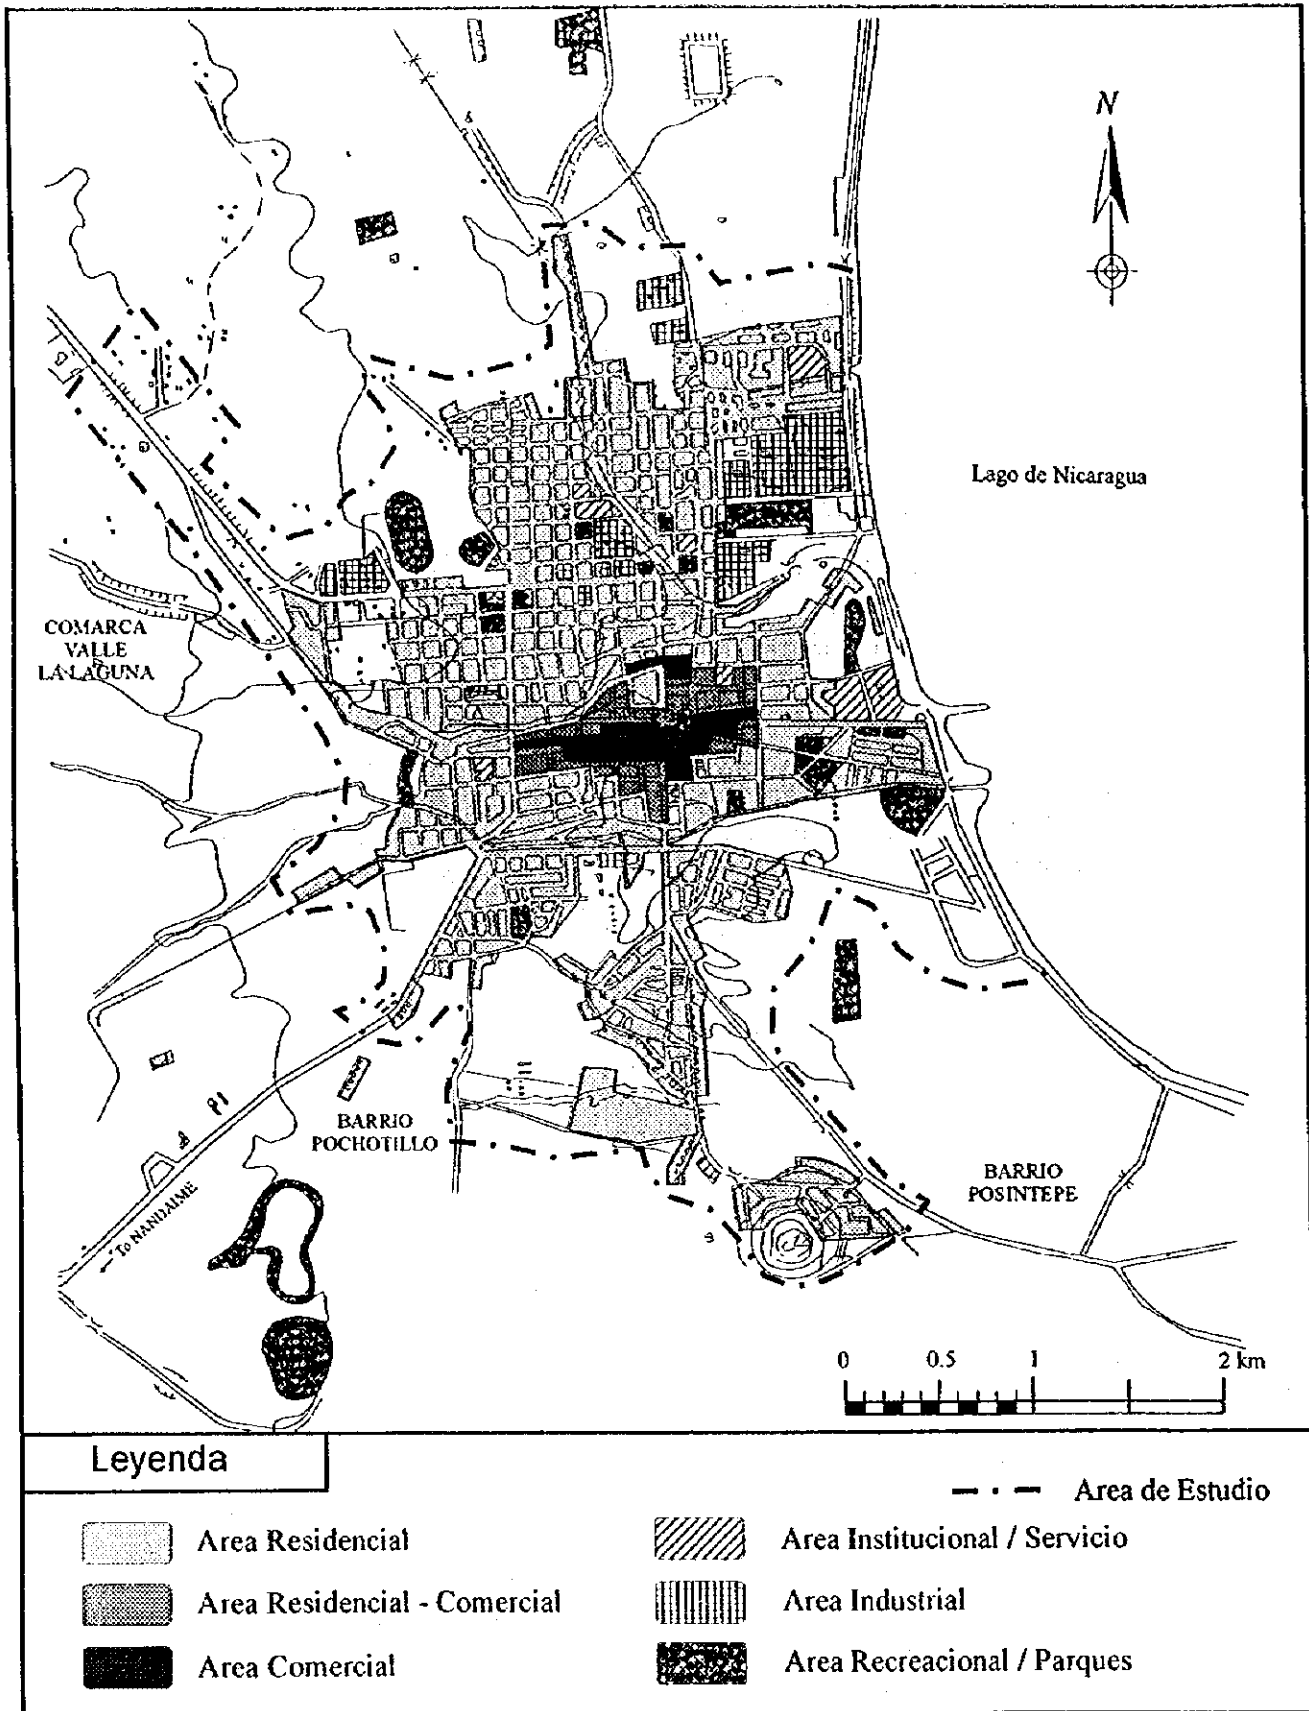 N
Lago de Nicaragua
COMARCA
VALLE
LA LAGUNA
BARRIO
POCHOTILLO
BARRIO
POSINTEPE
To NANDAIME
0 0.5 1 2 km
Leyenda
Area de Estudio
Area Residencial
Area Institucional / Servicio
Area Residencial - Comercial
Area Industrial
Area Comercial
Area Recreacional / Parques